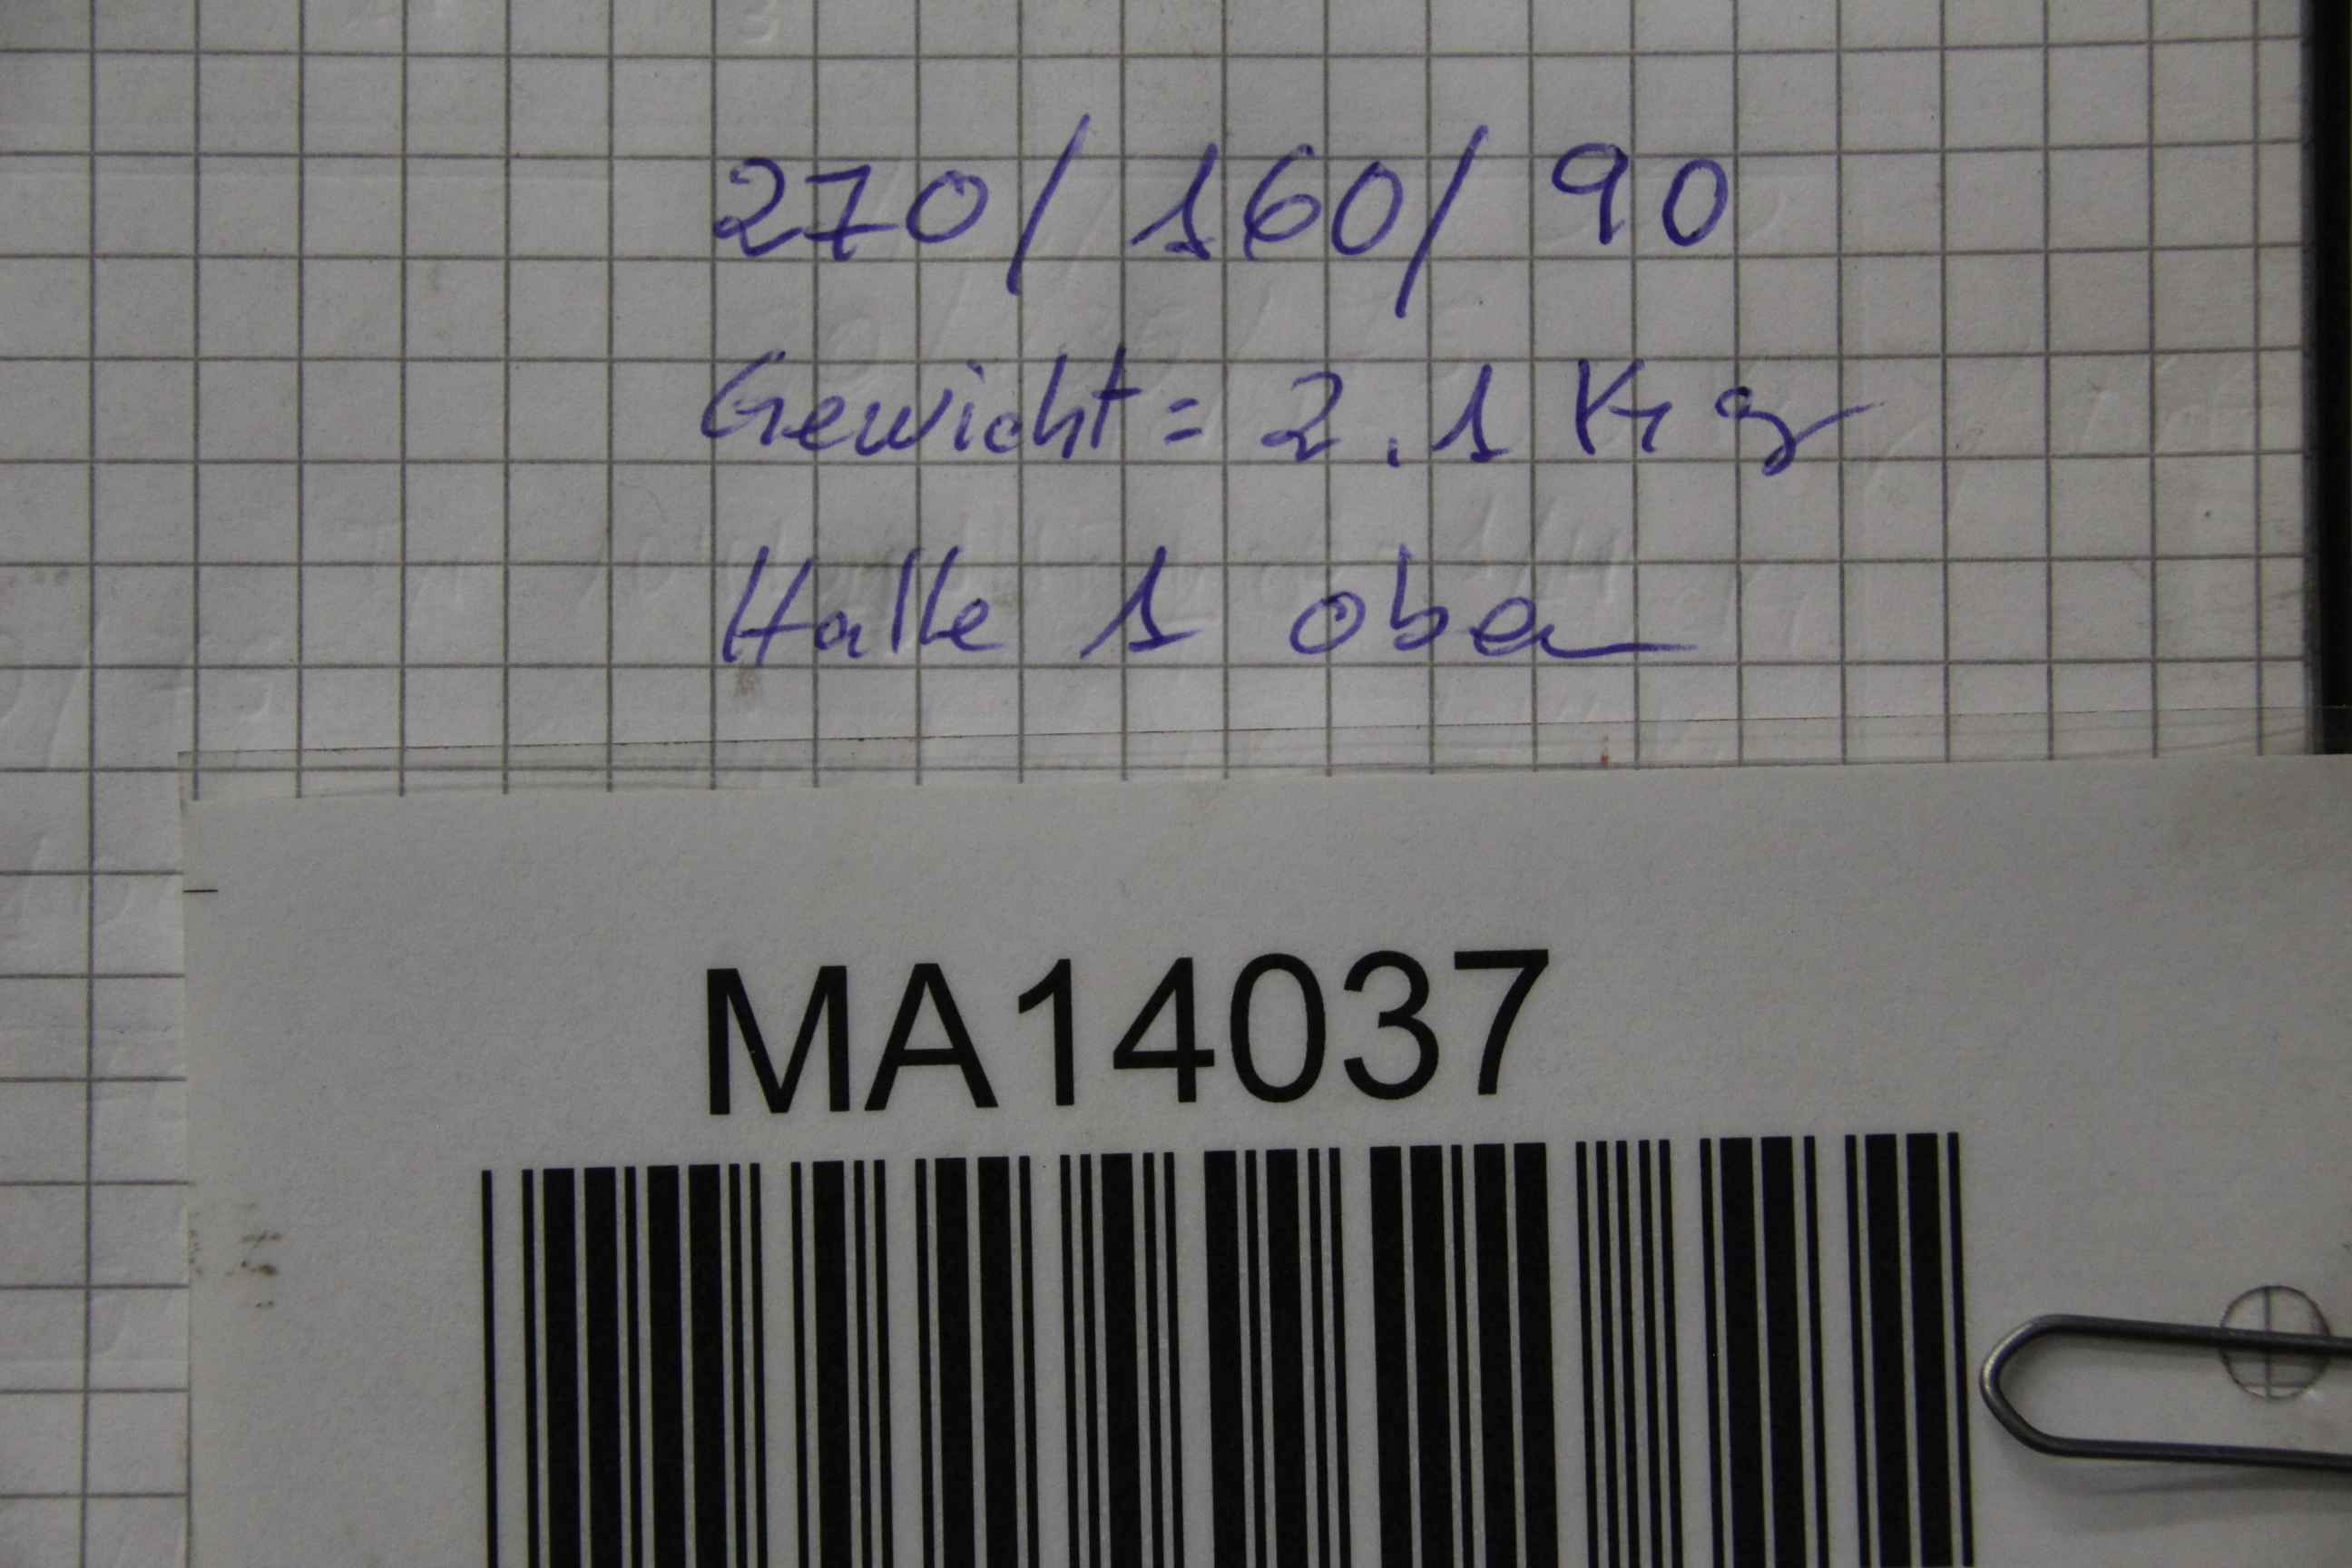 270/ 160/ 90
Gewicht = 2.1 Kg
Halle 1 oben
MA14037